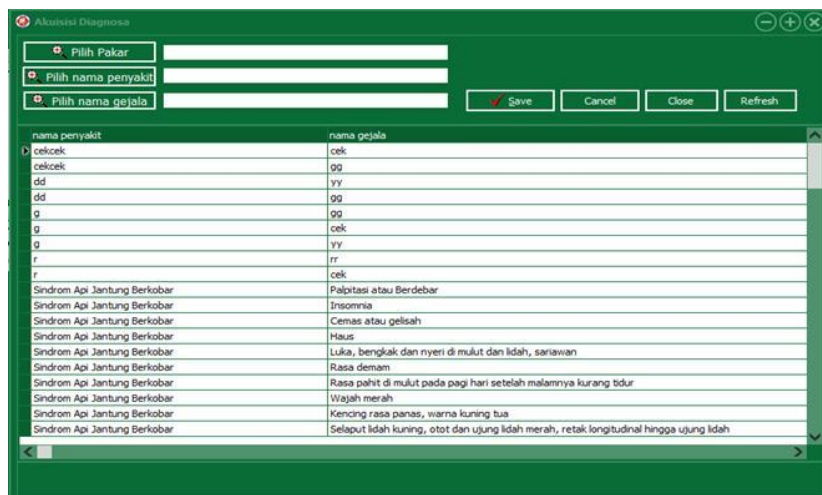 Akuisisi Diagnosa
Pilih Pakar
Pilih nama penyakit
Pilih nama gejala
Save Cancel Close Refresh
nama penyakit nama gejala
cekcek cek
cekcek gg
dd yy
dd gg
g gg
g cek
g yy
r rr
r cek
Sindrom Api Jantung Berkobar Palpitasi atau Berdebar
Sindrom Api Jantung Berkobar Insomnia
Sindrom Api Jantung Berkobar Cemas atau gelisah
Sindrom Api Jantung Berkobar Haus
Sindrom Api Jantung Berkobar Luka, bengkak dan nyeri di mulut dan lidah, sariawan
Sindrom Api Jantung Berkobar Rasa demam
Sindrom Api Jantung Berkobar Rasa pahit di mulut pada pagi hari setelah malamnya kurang tidur
Sindrom Api Jantung Berkobar Wajah merah
Sindrom Api Jantung Berkobar Kencing rasa panas, warna kuning tua
Sindrom Api Jantung Berkobar Selaput lidah kuning, otot dan ujung lidah merah, retak longitudinal hingga ujung lidah